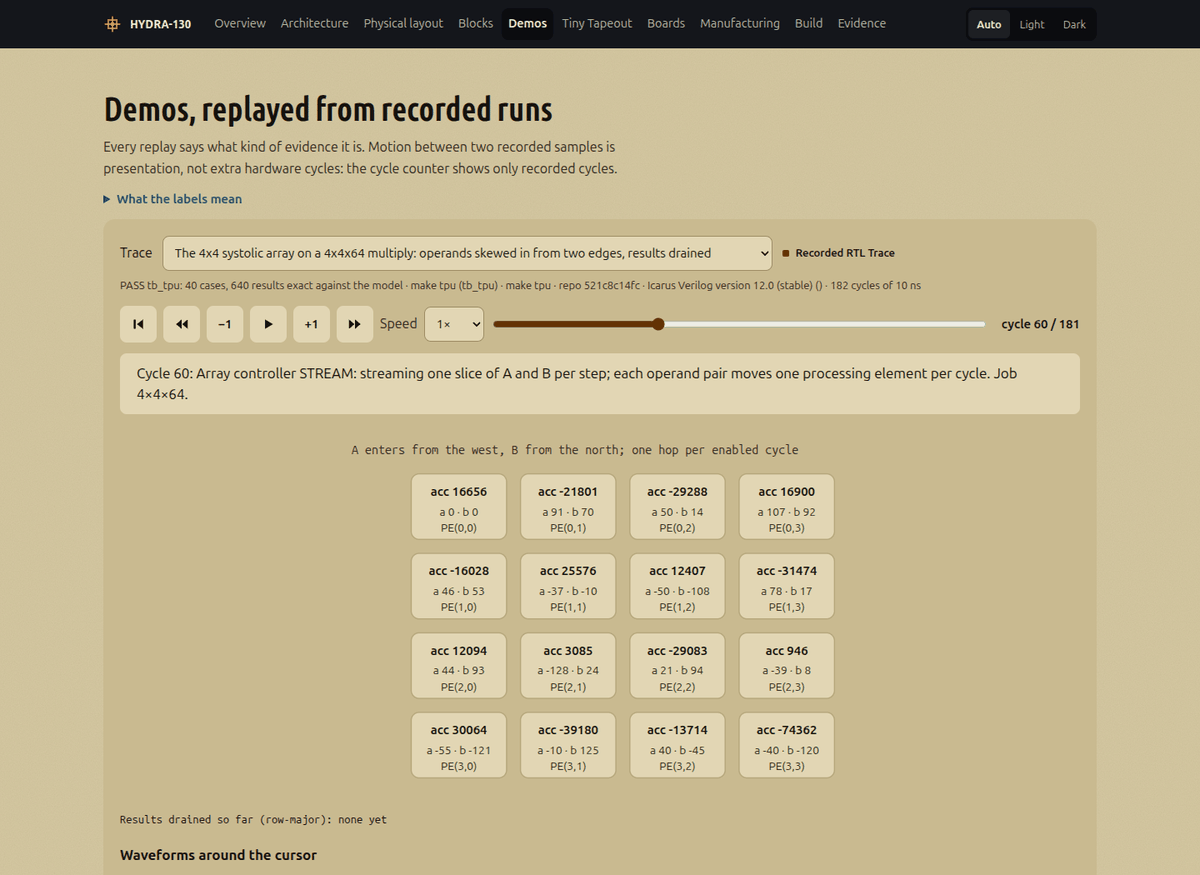 HYDRA-130 Overview Architecture Physical layout Blocks Demos Tiny Tapeout Boards Manufacturing Build Evidence Auto Light Dark
Demos, replayed from recorded runs
Every replay says what kind of evidence it is. Motion between two recorded samples is
presentation, not extra hardware cycles: the cycle counter shows only recorded cycles.
What the labels mean
Trace The 4x4 systolic array on a 4x4x64 multiply: operands skewed in from two edges, results drained Recorded RTL Trace
PASS tb_tpu: 40 cases, 640 results exact against the model · make tpu (tb_tpu) · make tpu · repo 521c8c14fc · Icarus Verilog version 12.0 (stable) () · 182 cycles of 10 ns
−1 +1 Speed 1× cycle 60 / 181
Cycle 60: Array controller STREAM: streaming one slice of A and B per step; each operand pair moves one processing element per cycle. Job
4×4×64.
A enters from the west, B from the north; one hop per enabled cycle
acc 16656 acc -21801 acc -29288 acc 16900
a 0 · b 0 a 91 · b 70 a 50 · b 14 a 107 · b 92
PE(0,0) PE(0,1) PE(0,2) PE(0,3)
acc -16028 acc 25576 acc 12407 acc -31474
a 46 · b 53 a -37 · b -10 a -50 · b -108 a 78 · b 17
PE(1,0) PE(1,1) PE(1,2) PE(1,3)
acc 12094 acc 3085 acc -29083 acc 946
a 44 · b 93 a -128 · b 24 a 21 · b 94 a -39 · b 8
PE(2,0) PE(2,1) PE(2,2) PE(2,3)
acc 30064 acc -39180 acc -13714 acc -74362
a -55 · b -121 a -10 · b 125 a 40 · b -45 a -40 · b -120
PE(3,0) PE(3,1) PE(3,2) PE(3,3)
Results drained so far (row-major): none yet
Waveforms around the cursor